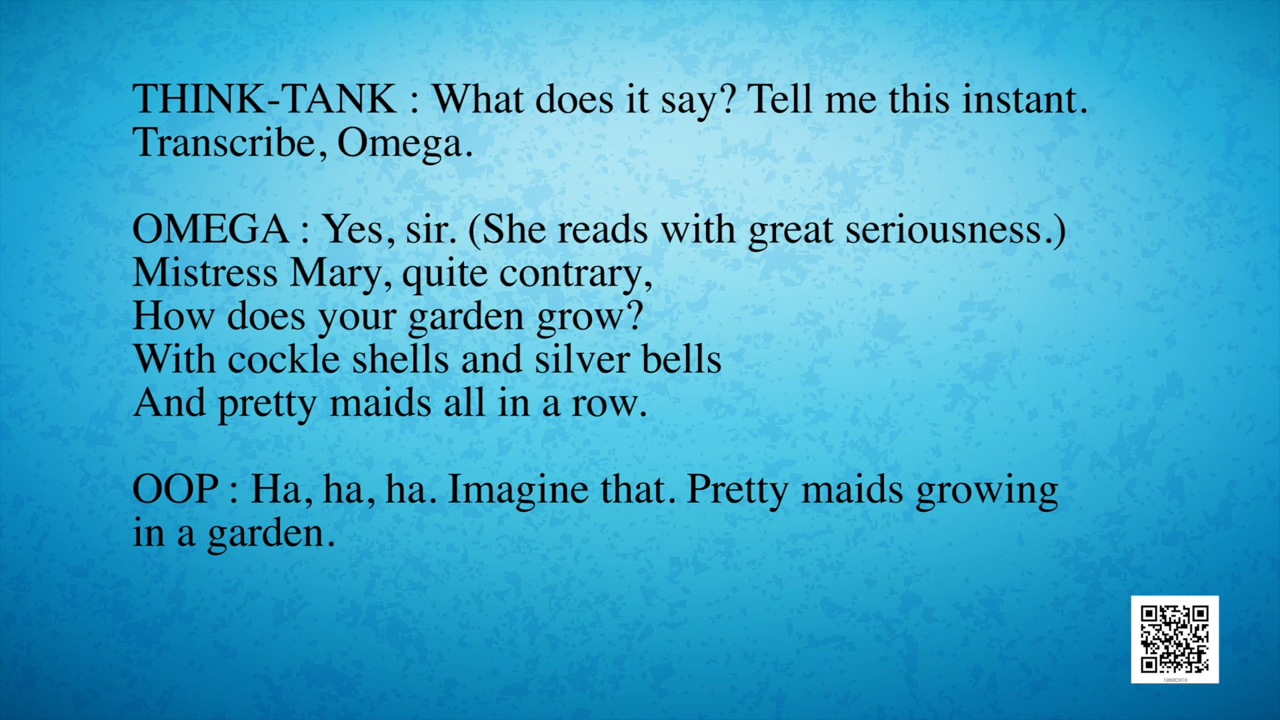 THINK-TANK : What does it say? Tell me this instant.
Transcribe, Omega.
OMEGA : Yes, sir. (She reads with great seriousness.)
Mistress Mary, quite contrary,
How does your garden grow?
With cockle shells and silver bells
And pretty maids all in a row.
OOP : Ha, ha, ha. Imagine that. Pretty maids growing
in a garden.